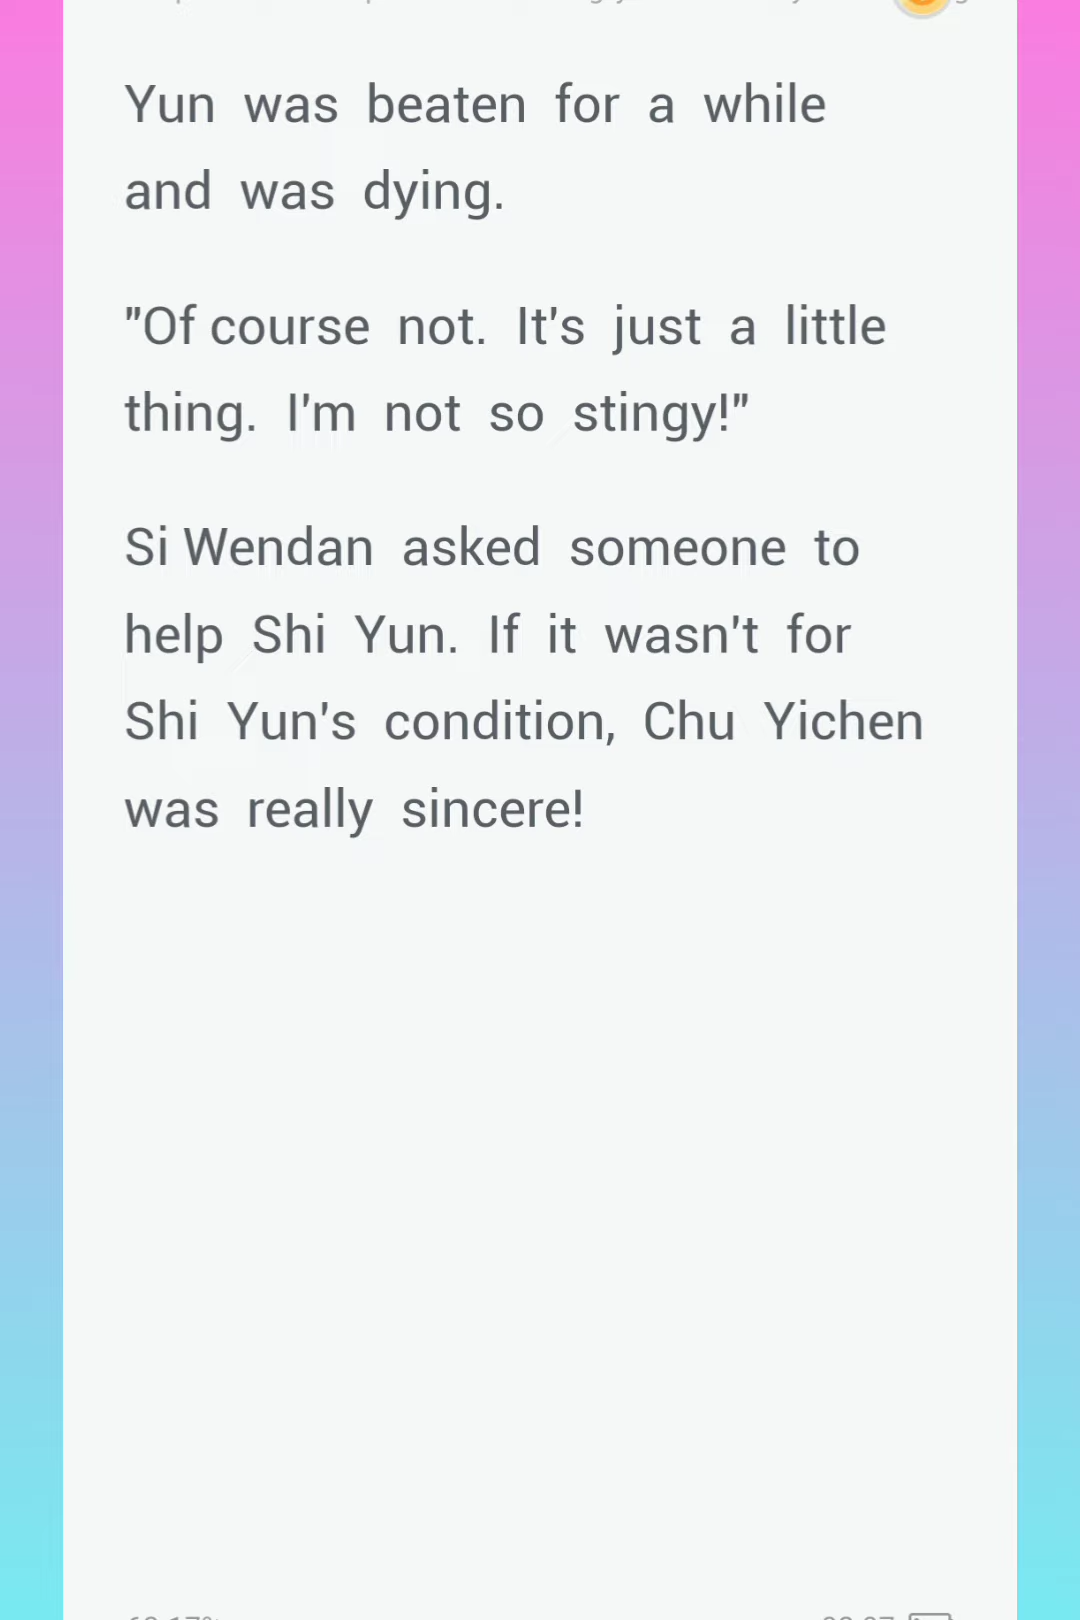 Yun was beaten for a while
and was dying.
"Of course not. It's just a little
thing. I'm not so stingy!"
Si Wendan asked someone to
help Shi Yun. If it wasn't for
Shi Yun's condition, Chu Yichen
was really sincere!